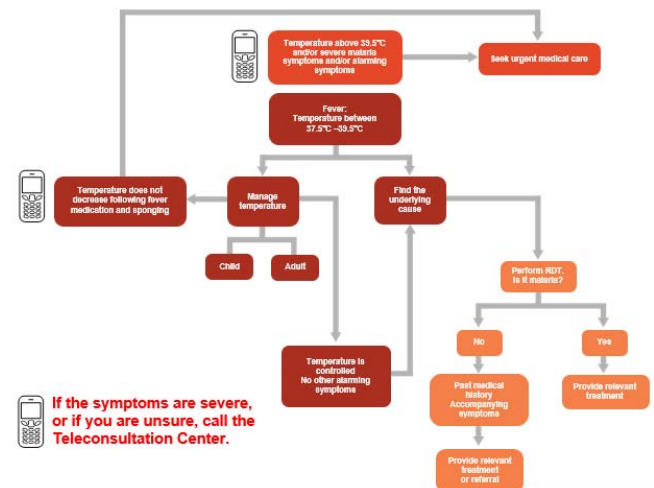 Temperature above 39.5°C
and/or severe malaria
symptoms and/or alarming
symptoms
Seek urgent medical care
Fever:
Temperature between
37.5°C –39.5°C
Temperature does not
decrease following fever
medication and sponging
Manage
temperature
Find the
underlying
cause
Child
Adult
Perform RDT.
Is it malaria?
No
Yes
Temperature is
controlled
No other alarming
symptoms
Past medical
history
Accompanying
symptoms
Provide relevant
treatment
If the symptoms are severe,
or if you are unsure, call the
Teleconsultation Center.
Provide relevant
treatment
or referral